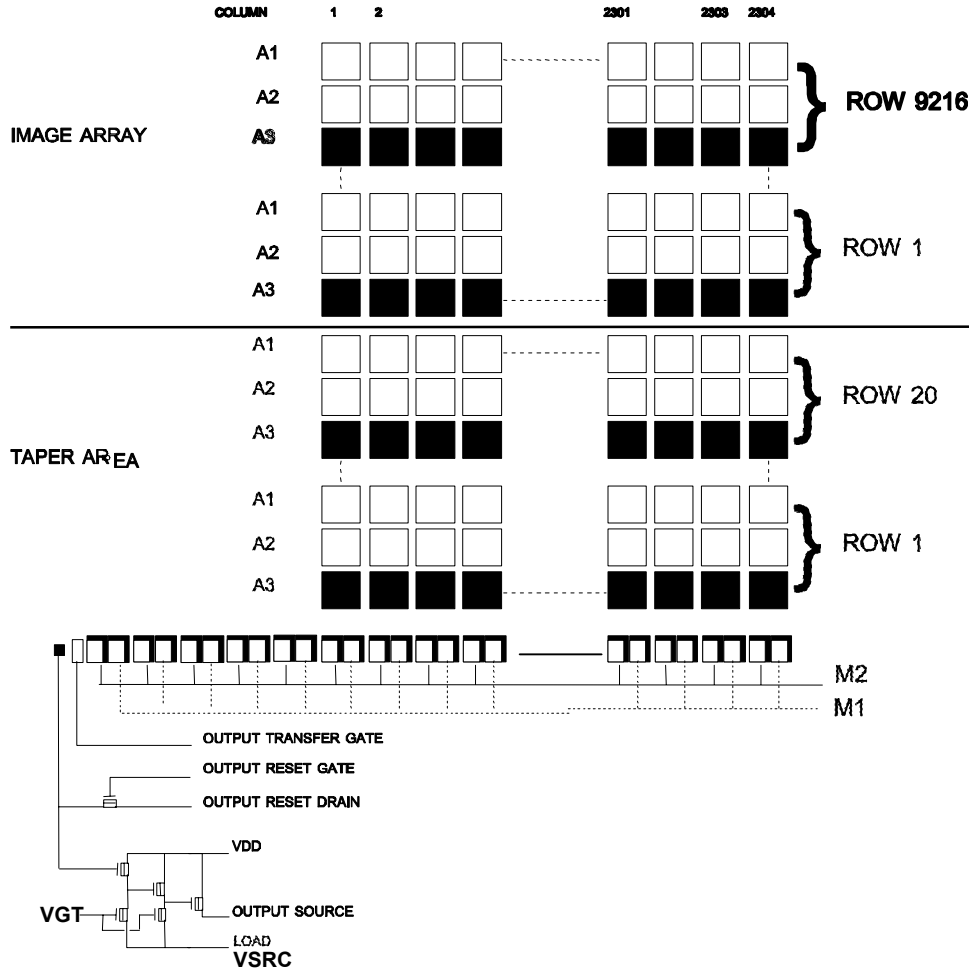 COLUMN 1 2 2301 2303 2304
A1
A2
ROW 9216
IMAGE ARRAY
A3
A1
A2
ROW 1
A3
A1
A2
ROW 20
A3
TAPER AREA
A1
A2
ROW 1
A3
M2
M1
OUTPUT TRANSFER GATE
OUTPUT RESET GATE
OUTPUT RESET DRAIN
VDD
VGT
OUTPUT SOURCE
LOAD
VSRC